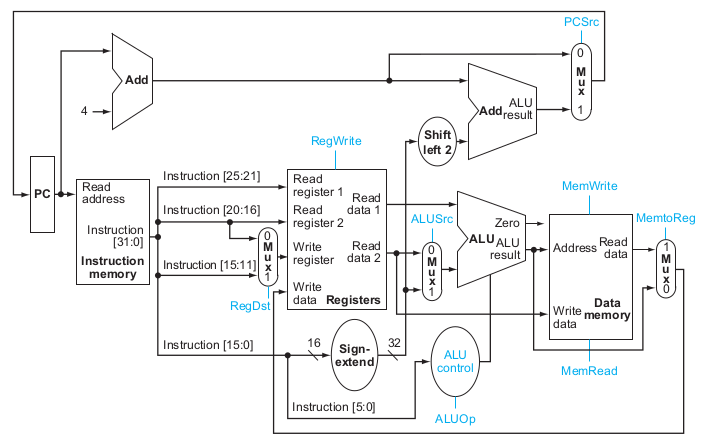 PCSrc
0
M
u
x
1
Add
4
Add
ALU
result
Shift
left 2
RegWrite
PC
Read
address
Instruction
[31:0]
Instruction
memory
Instruction [25:21]
Instruction [20:16]
Instruction [15:11]
Instruction [15:0]
Instruction [5:0]
0
M
u
x
1
RegDst
Read
register 1
Read
register 2
Write
register
Write
data
Read
data 1
Read
data 2
Registers
ALUSrc
0
M
u
x
1
Zero
ALU
ALU
result
MemWrite
Address
Read
data
Write
data
Data
memory
MemRead
MemtoReg
1
M
u
x
0
16
Sign-
extend
32
ALU
control
ALUOp